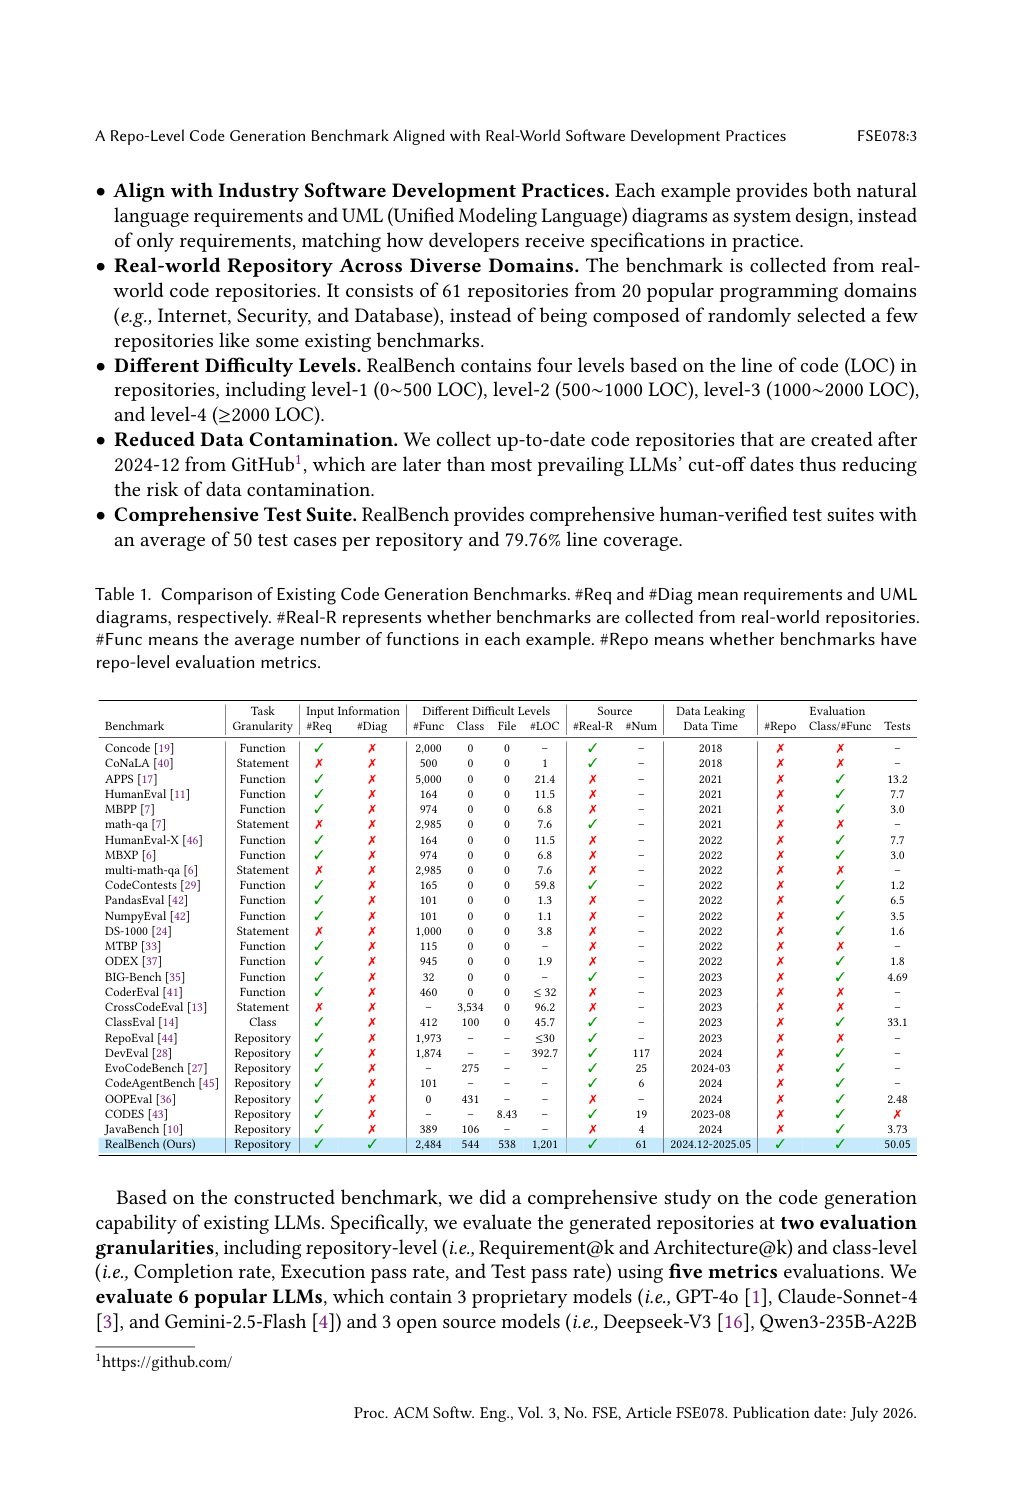 A Repo-Level Code Generation Benchmark Aligned with Real-World Software Development Practices FSE078:3
• Align with Industry Software Development Practices. Each example provides both natural
language requirements and UML (Unified Modeling Language) diagrams as system design, instead
of only requirements, matching how developers receive specifications in practice.
• Real-world Repository Across Diverse Domains. The benchmark is collected from real-
world code repositories. It consists of 61 repositories from 20 popular programming domains
(e.g., Internet, Security, and Database), instead of being composed of randomly selected a few
repositories like some existing benchmarks.
• Different Difficulty Levels. RealBench contains four levels based on the line of code (LOC) in
repositories, including level-1 (0~500 LOC), level-2 (500~1000 LOC), level-3 (1000~2000 LOC),
and level-4 (≥2000 LOC).
• Reduced Data Contamination. We collect up-to-date code repositories that are created after
2024-12 from GitHub1, which are later than most prevailing LLMs' cut-off dates thus reducing
the risk of data contamination.
• Comprehensive Test Suite. RealBench provides comprehensive human-verified test suites with
an average of 50 test cases per repository and 79.76% line coverage.
Table 1. Comparison of Existing Code Generation Benchmarks. #Req and #Diag mean requirements and UML
diagrams, respectively. #Real-R represents whether benchmarks are collected from real-world repositories.
#Func means the average number of functions in each example. #Repo means whether benchmarks have
repo-level evaluation metrics.
Task Input Information Different Difficult Levels Source Data Leaking Evaluation
Benchmark Granularity #Req #Diag #Func Class File #LOC #Real-R #Num Data Time #Repo Class/#Func Tests
Concode [19] Function ✓ ✗ 2,000 0 0 – ✓ – 2018 ✗ ✗ –
CoNaLA [40] Statement ✗ ✗ 500 0 0 1 ✓ – 2018 ✗ ✗ –
APPS [17] Function ✓ ✗ 5,000 0 0 21.4 ✗ – 2021 ✗ ✓ 13.2
HumanEval [11] Function ✓ ✗ 164 0 0 11.5 ✗ – 2021 ✗ ✓ 7.7
MBPP [7] Function ✓ ✗ 974 0 0 6.8 ✗ – 2021 ✗ ✓ 3.0
math-qa [7] Statement ✗ ✗ 2,985 0 0 7.6 ✓ – 2021 ✗ ✗ –
HumanEval-X [46] Function ✓ ✗ 164 0 0 11.5 ✗ – 2022 ✗ ✓ 7.7
MBXP [6] Function ✓ ✗ 974 0 0 6.8 ✗ – 2022 ✗ ✓ 3.0
multi-math-qa [6] Statement ✗ ✗ 2,985 0 0 7.6 ✗ – 2022 ✗ ✗ –
CodeContests [29] Function ✓ ✗ 165 0 0 59.8 ✓ – 2022 ✗ ✓ 1.2
PandasEval [42] Function ✓ ✗ 101 0 0 1.3 ✗ – 2022 ✗ ✓ 6.5
NumpyEval [42] Function ✓ ✗ 101 0 0 1.1 ✗ – 2022 ✗ ✓ 3.5
DS-1000 [24] Statement ✗ ✗ 1,000 0 0 3.8 ✗ – 2022 ✗ ✓ 1.6
MTBP [33] Function ✓ ✗ 115 0 0 – ✗ – 2022 ✗ ✗ –
ODEX [37] Function ✓ ✗ 945 0 0 1.9 ✗ – 2022 ✗ ✓ 1.8
BIG-Bench [35] Function ✓ ✗ 32 0 0 – ✓ – 2023 ✗ ✓ 4.69
CoderEval [41] Function ✓ ✗ 460 0 0 ≤ 32 ✗ – 2023 ✗ ✗ –
CrossCodeEval [13] Statement ✗ ✗ – 3,534 0 96.2 ✗ – 2023 ✗ ✗ –
ClassEval [14] Class ✓ ✗ 412 100 0 45.7 ✓ – 2023 ✗ ✓ 33.1
RepoEval [44] Repository ✓ ✗ 1,973 – – ≤30 ✓ – 2023 ✗ ✗ –
DevEval [28] Repository ✓ ✗ 1,874 – – 392.7 ✓ 117 2024 ✗ ✓ –
EvoCodeBench [27] Repository ✓ ✗ – 275 – – ✓ 25 2024-03 ✗ ✓ –
CodeAgentBench [45] Repository ✓ ✗ 101 – – – ✓ 6 2024 ✗ ✓ –
OOPEval [36] Repository ✓ ✗ 0 431 – – ✗ – 2024 ✗ ✓ 2.48
CODES [43] Repository ✓ ✗ – – 8.43 – ✓ 19 2023-08 ✗ ✓ ✗
JavaBench [10] Repository ✓ ✗ 389 106 – – ✗ 4 2024 ✗ ✓ 3.73
RealBench (Ours) Repository ✓ ✓ 2,484 544 538 1,201 ✓ 61 2024.12-2025.05 ✓ ✓ 50.05
Based on the constructed benchmark, we did a comprehensive study on the code generation
capability of existing LLMs. Specifically, we evaluate the generated repositories at two evaluation
granularities, including repository-level (i.e., Requirement@k and Architecture@k) and class-level
(i.e., Completion rate, Execution pass rate, and Test pass rate) using five metrics evaluations. We
evaluate 6 popular LLMs, which contain 3 proprietary models (i.e., GPT-4o [1], Claude-Sonnet-4
[3], and Gemini-2.5-Flash [4]) and 3 open source models (i.e., Deepseek-V3 [16], Qwen3-235B-A22B
1https://github.com/
Proc. ACM Softw. Eng., Vol. 3, No. FSE, Article FSE078. Publication date: July 2026.